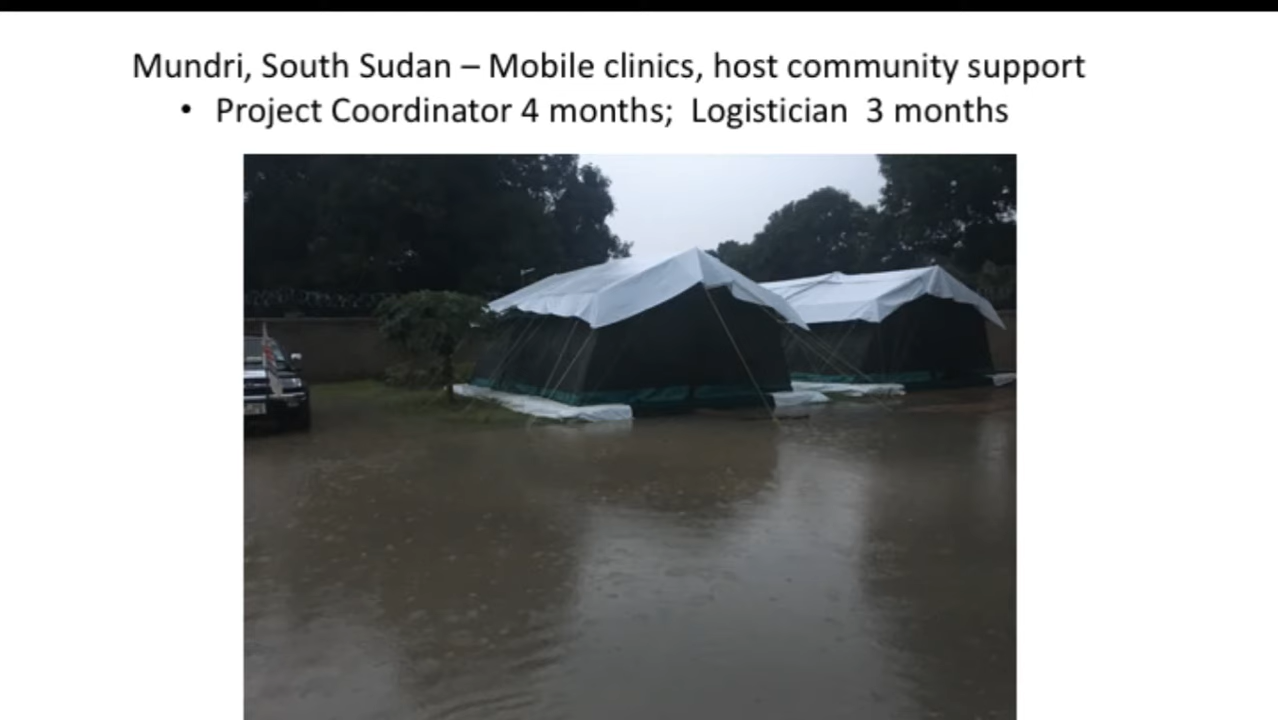 Mundri, South Sudan – Mobile clinics, host community support
• Project Coordinator 4 months;  Logistician  3 months